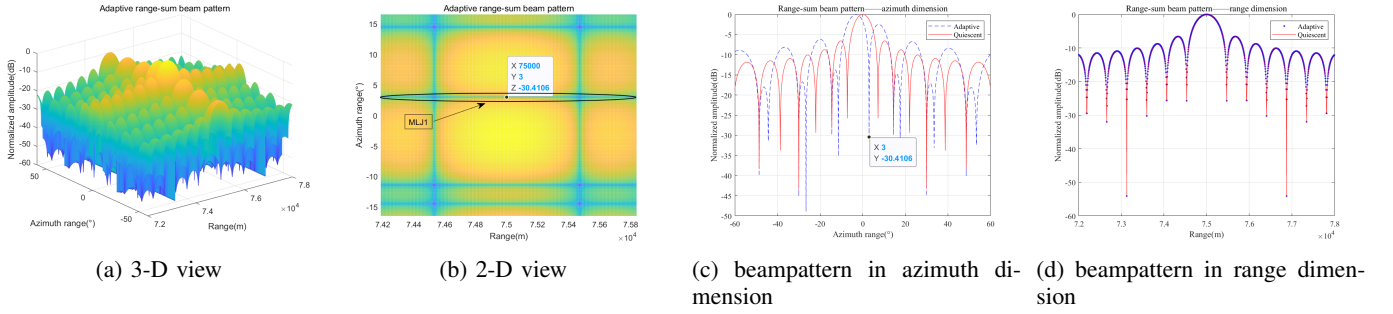 Adaptive range-sum beam pattern
Normalized amplitude(dB)
0
-10
-20
-30
-40
-50
-60
50
0
-50
Azimuth range(°)
7.2
7.4
7.6
7.8
×10⁴
Range(m)
(a) 3-D view
Adaptive range-sum beam pattern
Azimuth range(°)
15
10
5
0
-5
-10
-15
X 75000
Y 3
Z -30.4106
MLJ1
7.42 7.44 7.46 7.48 7.5 7.52 7.54 7.56 7.58
Range(m)
×10⁴
(b) 2-D view
Range-sum beam pattern——azimuth dimension
Adaptive
Quiescent
Normalized amplitude(dB)
0
-5
-10
-15
-20
-25
-30
-35
-40
-45
-50
X 3
Y -30.4106
-60 -40 -20 0 20 40 60
Azimuth range(°)
(c) beampattern in azimuth di-
mension
Range-sum beam pattern——range dimension
Adaptive
Quiescent
Normalized amplitude(dB)
0
-10
-20
-30
-40
-50
-60
7.2 7.3 7.4 7.5 7.6 7.7 7.8
Range(m)
×10⁴
(d) beampattern in range dimen-
sion